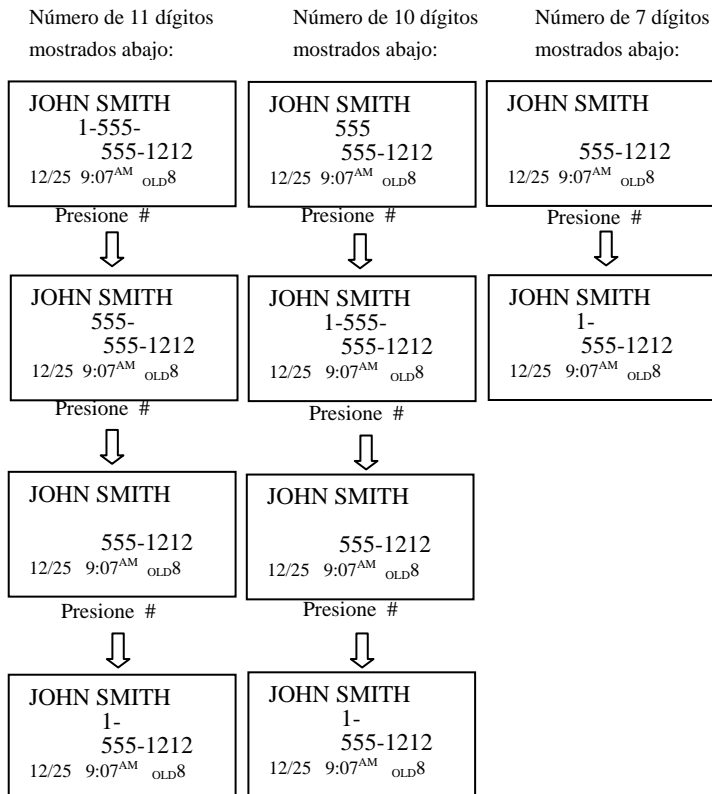 Número de 11 dígitos
mostrados abajo:
JOHN SMITH
1-555-
555-1212
12/25 9:07AM OLD8
Presione #
JOHN SMITH
555-
555-1212
12/25 9:07AM OLD8
Presione #
JOHN SMITH
555-1212
12/25 9:07AM OLD8
Presione #
JOHN SMITH
1-
555-1212
12/25 9:07AM OLD8
Número de 10 dígitos
mostrados abajo:
JOHN SMITH
555
555-1212
12/25 9:07AM OLD8
Presione #
JOHN SMITH
1-555-
555-1212
12/25 9:07AM OLD8
Presione #
JOHN SMITH
555-1212
12/25 9:07AM OLD8
Presione #
JOHN SMITH
1-
555-1212
12/25 9:07AM OLD8
Número de 7 dígitos
mostrados abajo:
JOHN SMITH
555-1212
12/25 9:07AM OLD8
Presione #
JOHN SMITH
1-
555-1212
12/25 9:07AM OLD8